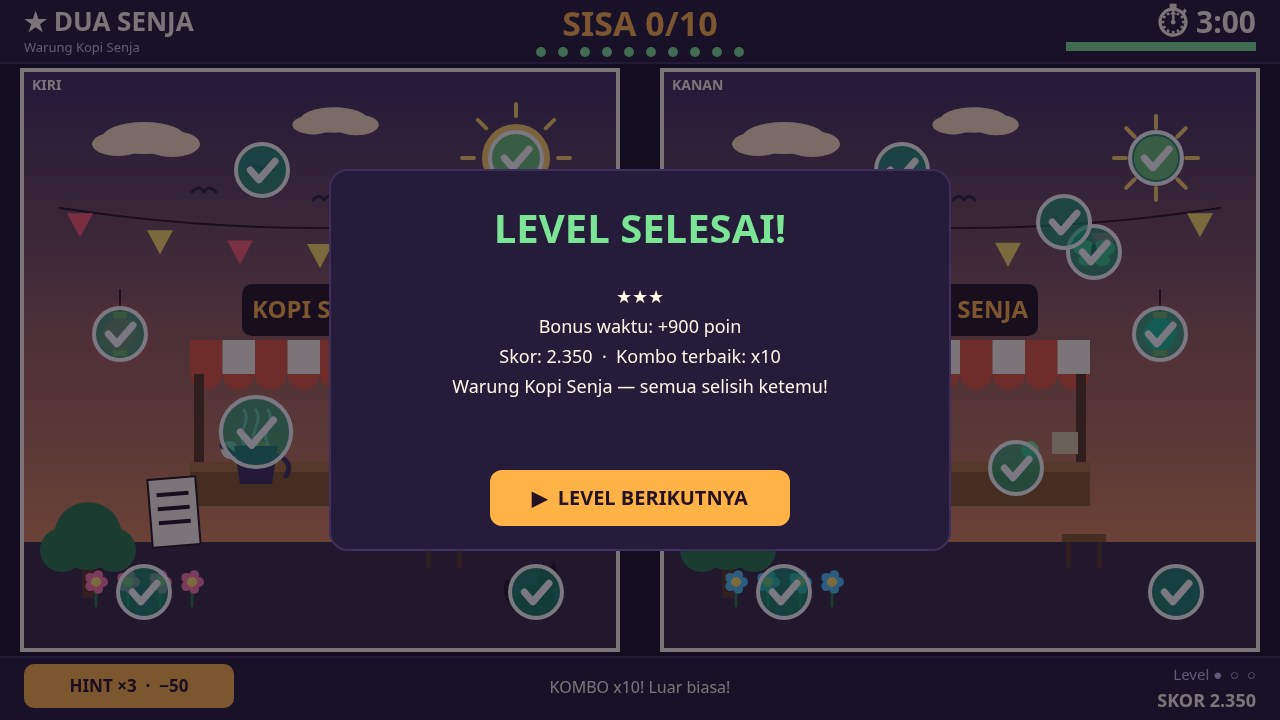 ★ DUA SENJA
Warung Kopi Senja
SISA 0/10
3:00
KIRI
KANAN
KOPI S
SENJA
LEVEL SELESAI!
★★★
Bonus waktu: +900 poin
Skor: 2.350 · Kombo terbaik: x10
Warung Kopi Senja — semua selisih ketemu!
▶ LEVEL BERIKUTNYA
HINT ×3 · −50
KOMBO x10! Luar biasa!
Level ● ○ ○
SKOR 2.350